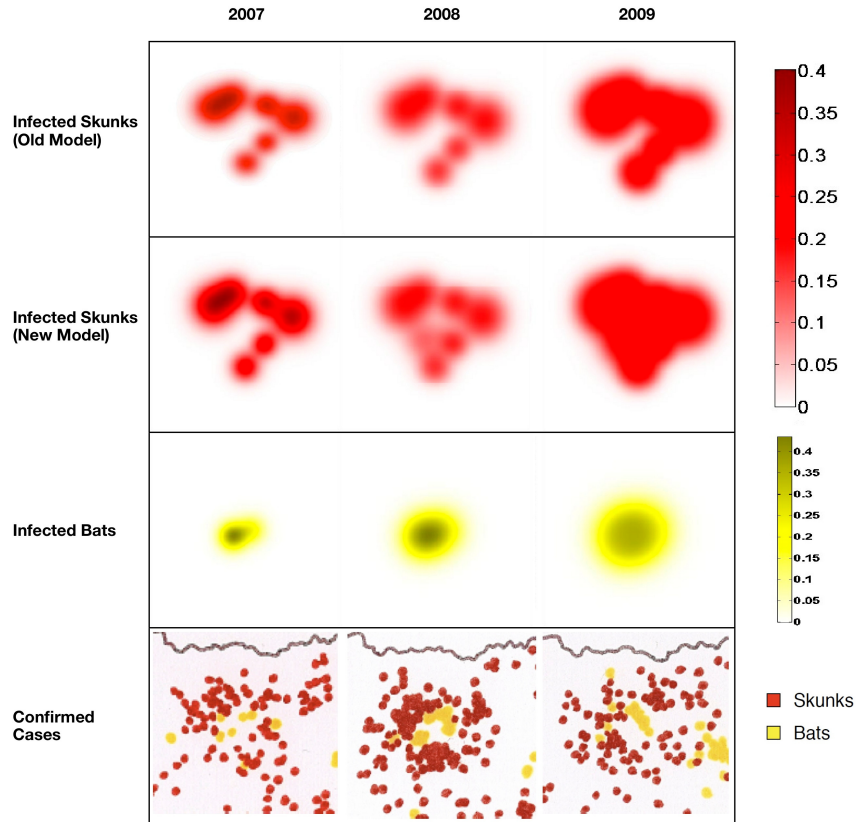 2007 2008 2009
Infected Skunks
(Old Model)
0.4
0.35
0.3
0.25
0.2
0.15
0.1
0.05
0
Infected Skunks
(New Model)
Infected Bats
0.4
0.35
0.3
0.25
0.2
0.15
0.1
0.05
0
Confirmed
Cases
Skunks
Bats